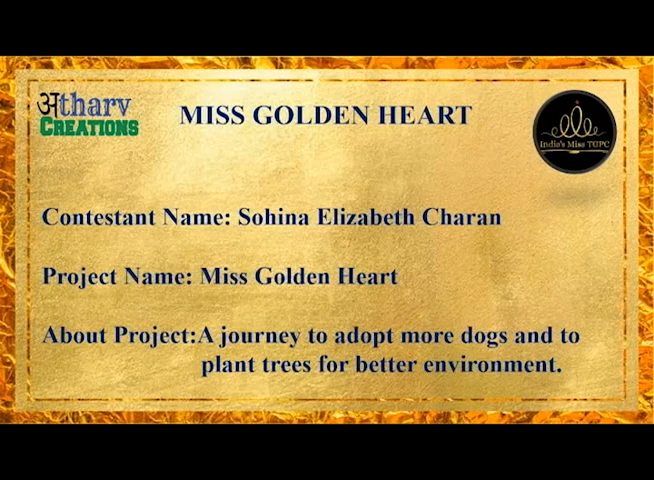 अtharv
CREATIONS
MISS GOLDEN HEART
India's Miss TGPC
Contestant Name: Sohina Elizabeth Charan
Project Name: Miss Golden Heart
About Project:A journey to adopt more dogs and to
plant trees for better environment.